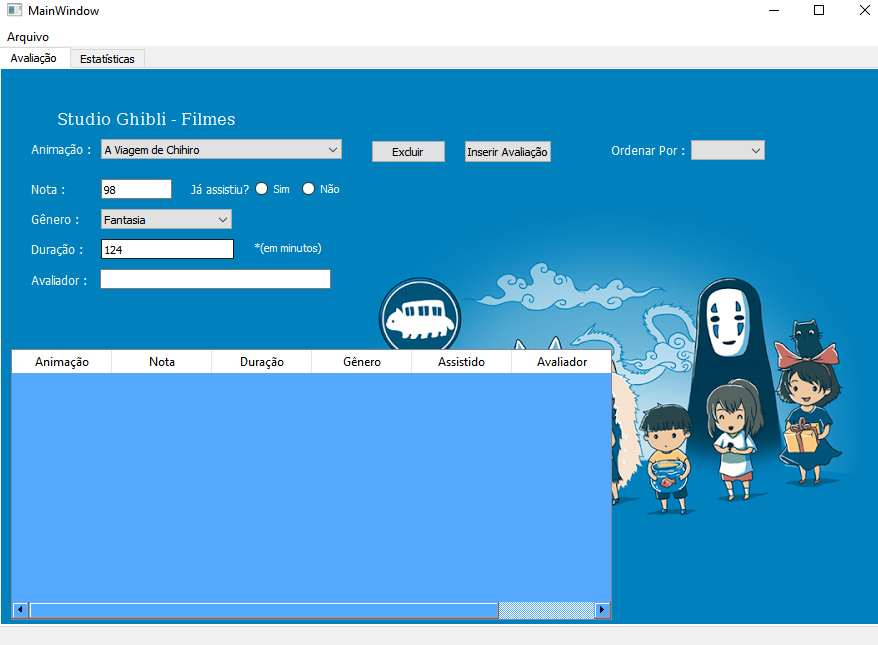 MainWindow
Arquivo
Avaliação Estatísticas
Studio Ghibli - Filmes
Animação : A Viagem de Chihiro Excluir Inserir Avaliação Ordenar Por :
Nota : 98 Já assistiu? Sim Não
Gênero : Fantasia
Duração : 124 *(em minutos)
Avaliador :
Animação Nota Duração Gênero Assistido Avaliador